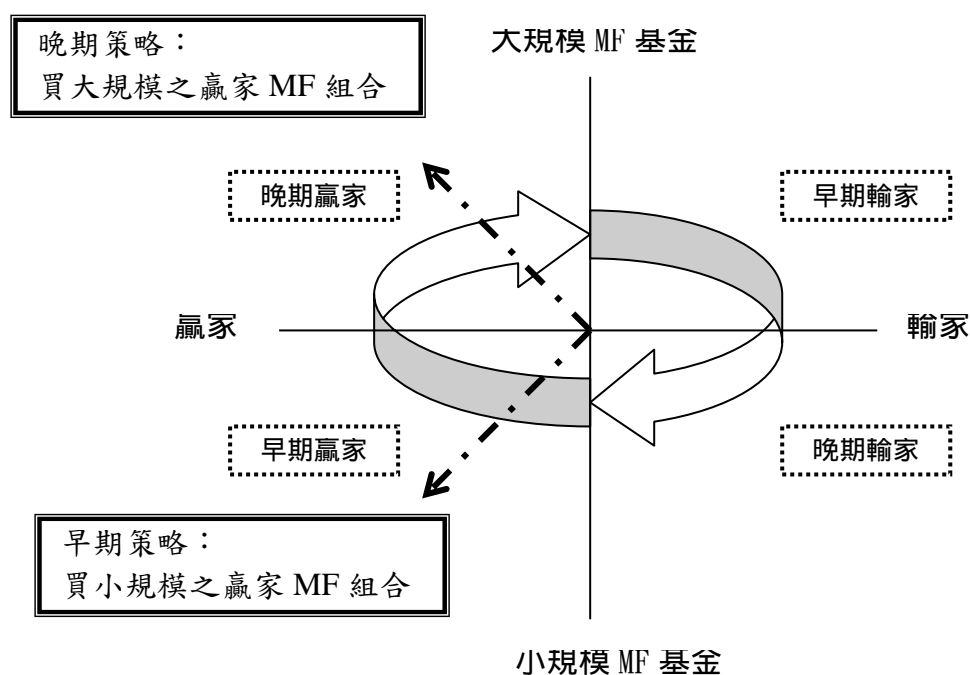 晚期策略：
買大規模之贏家 MF 組合
大規模 MF 基金
晚期贏家
早期輸家
贏家
輸家
早期贏家
晚期輸家
早期策略：
買小規模之贏家 MF 組合
小規模 MF 基金